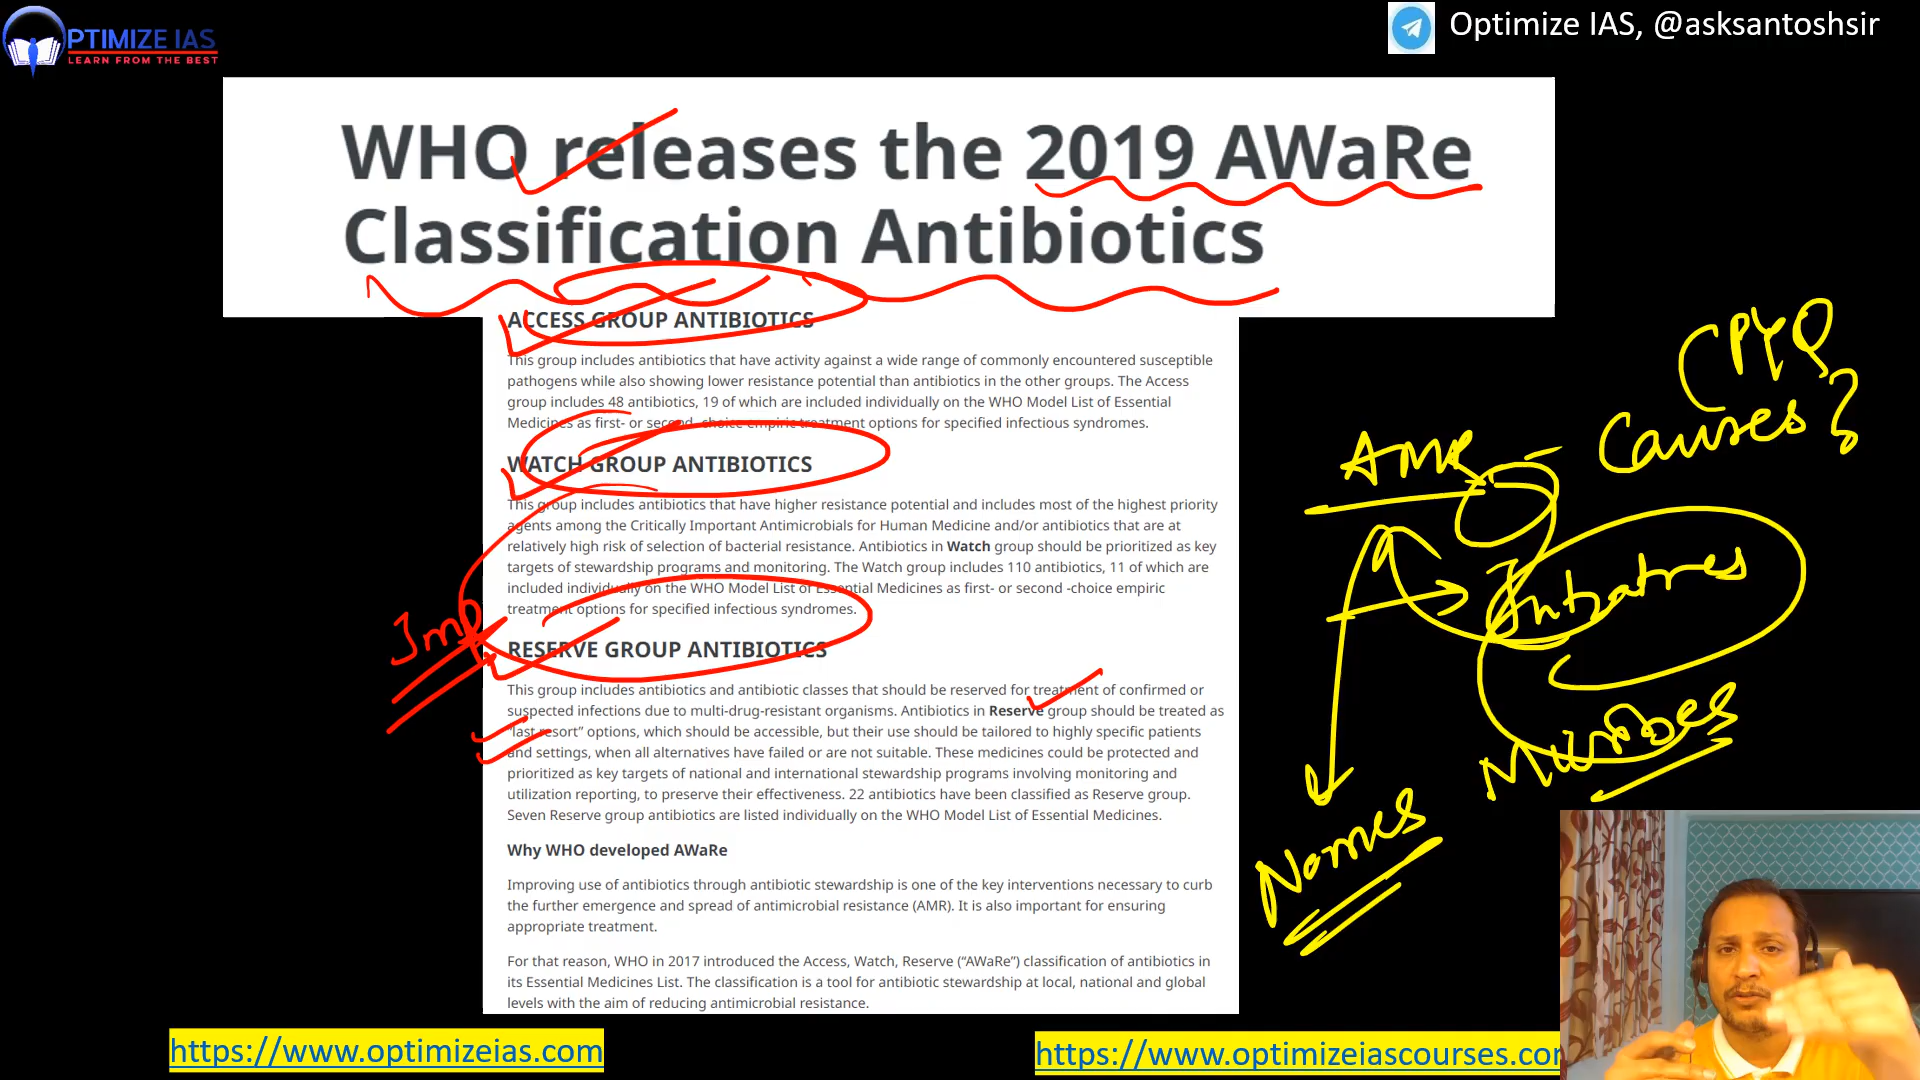 OPTIMIZE IAS
LEARN FROM THE BEST
Optimize IAS, @asksantoshsir
WHO releases the 2019 AWaRe
Classification Antibiotics
ACCESS GROUP ANTIBIOTICS
This group includes antibiotics that have activity against a wide range of commonly encountered susceptible
pathogens while also showing lower resistance potential than antibiotics in the other groups. The Access
group includes 48 antibiotics, 19 of which are included individually on the WHO Model List of Essential
Medicines as first- or second -choice empiric treatment options for specified infectious syndromes.
WATCH GROUP ANTIBIOTICS
This group includes antibiotics that have higher resistance potential and includes most of the highest priority
agents among the Critically Important Antimicrobials for Human Medicine and/or antibiotics that are at
relatively high risk of selection of bacterial resistance. Antibiotics in Watch group should be prioritized as key
targets of stewardship programs and monitoring. The Watch group includes 110 antibiotics, 11 of which are
included individually on the WHO Model List of Essential Medicines as first- or second -choice empiric
treatment options for specified infectious syndromes.
RESERVE GROUP ANTIBIOTICS
This group includes antibiotics and antibiotic classes that should be reserved for treatment of confirmed or
suspected infections due to multi-drug-resistant organisms. Antibiotics in Reserve group should be treated as
“last resort” options, which should be accessible, but their use should be tailored to highly specific patients
and settings, when all alternatives have failed or are not suitable. These medicines could be protected and
prioritized as key targets of national and international stewardship programs involving monitoring and
utilization reporting, to preserve their effectiveness. 22 antibiotics have been classified as Reserve group.
Seven Reserve group antibiotics are listed individually on the WHO Model List of Essential Medicines.
Why WHO developed AWaRe
Improving use of antibiotics through antibiotic stewardship is one of the key interventions necessary to curb
the further emergence and spread of antimicrobial resistance (AMR). It is also important for ensuring
appropriate treatment.
For that reason, WHO in 2017 introduced the Access, Watch, Reserve (“AWaRe”) classification of antibiotics in
its Essential Medicines List. The classification is a tool for antibiotic stewardship at local, national and global
levels with the aim of reducing antimicrobial resistance.
Imp
PYQ
AMR - Causes
Names
https://www.optimizeias.com
https://www.optimizeiascourses.com